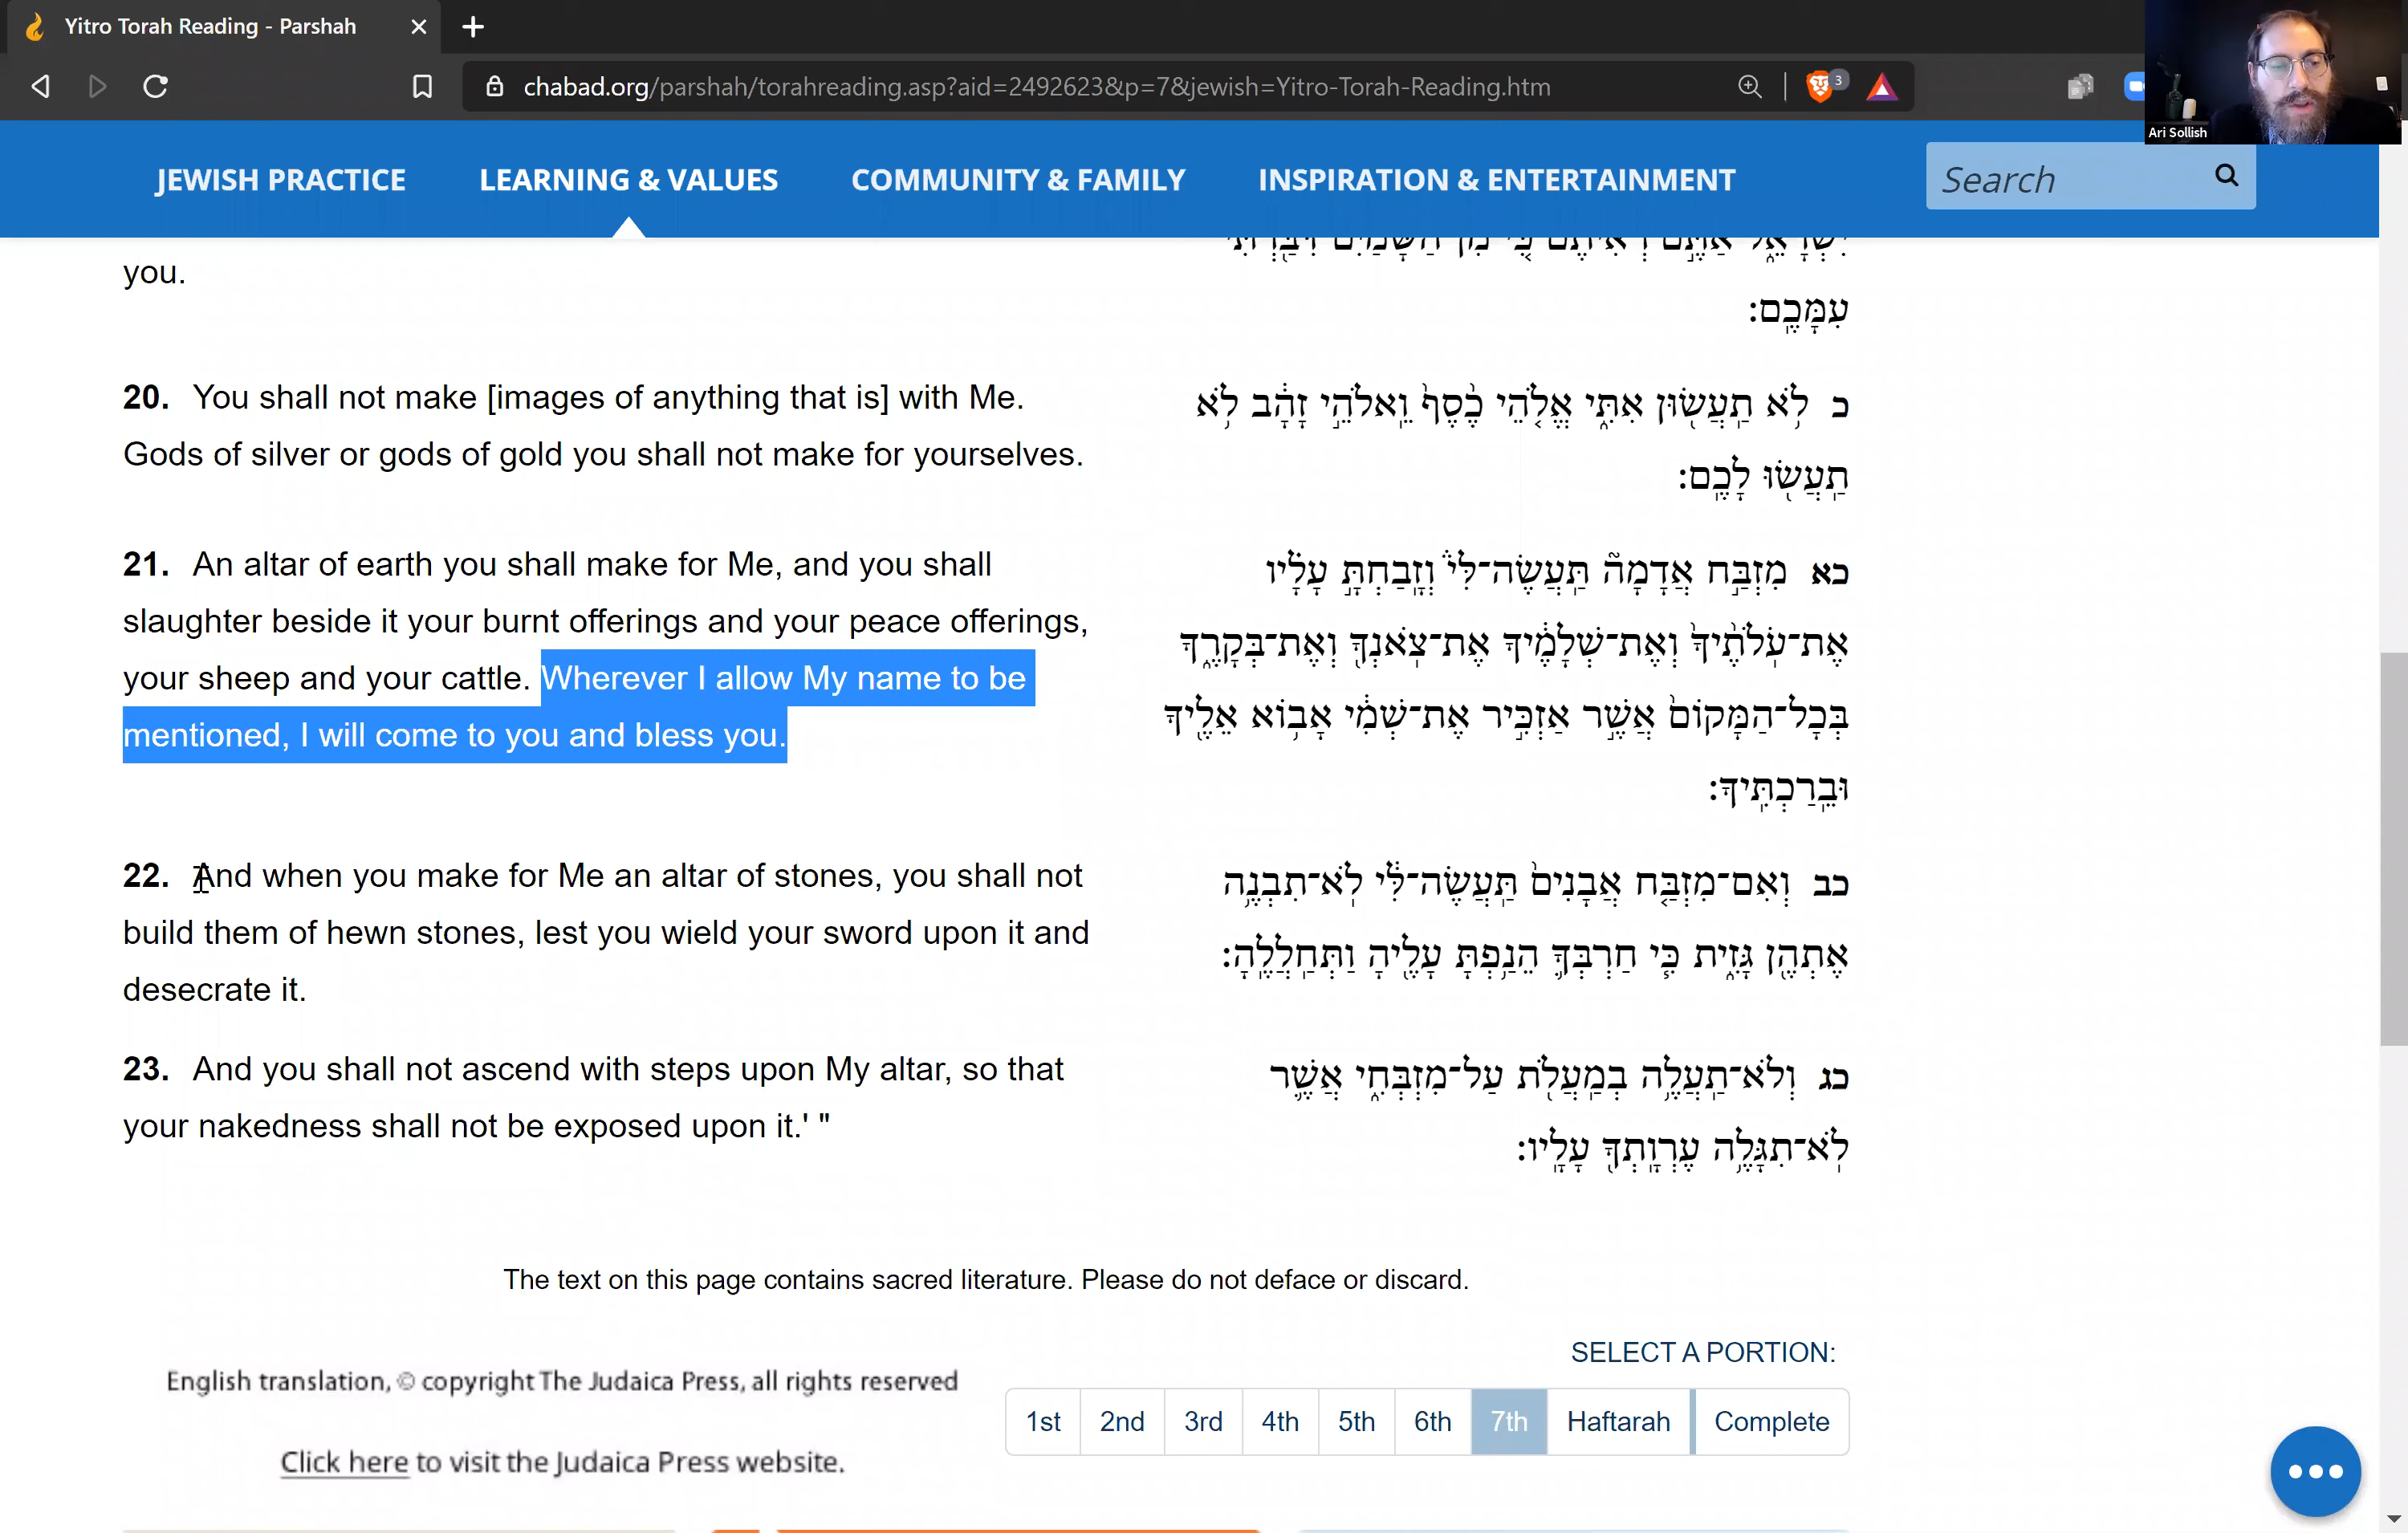 Yitro Torah Reading - Parshah
chabad.org/parshah/torahreading.asp?aid=2492623&p=7&jewish=Yitro-Torah-Reading.htm
3
Ari Sollish
JEWISH PRACTICE
LEARNING & VALUES
COMMUNITY & FAMILY
INSPIRATION & ENTERTAINMENT
Search
you.
עִמָּכֶֽם:
20. You shall not make [images of anything that is] with Me.
Gods of silver or gods of gold you shall not make for yourselves.
כ לֹ֥א תַֽעֲשׂ֖וּן אִתִּ֑י אֱלֹ֤הֵי כֶ֨סֶף֙ וֵֽאלֹהֵ֣י זָהָ֔ב לֹ֥א
תַֽעֲשׂ֖וּ לָכֶֽם:
21. An altar of earth you shall make for Me, and you shall
slaughter beside it your burnt offerings and your peace offerings,
your sheep and your cattle. Wherever I allow My name to be
mentioned, I will come to you and bless you.
כא מִזְבַּ֣ח אֲדָמָה֘ תַּֽעֲשֶׂה־לִּי֒ וְזָֽבַחְתָּ֣ עָלָ֗יו
אֶת־עֹֽלֹתֶ֨יךָ֙ וְאֶת־שְׁלָמֶ֔יךָ אֶת־צֹֽאנְךָ֖ וְאֶת־בְּקָרֶ֑ךָ
בְּכָל־הַמָּקוֹם֙ אֲשֶׁ֣ר אַזְכִּ֣יר אֶת־שְׁמִ֔י אָב֥וֹא אֵלֶ֖יךָ
וּבֵֽרַכְתִּֽיךָ:
22. And when you make for Me an altar of stones, you shall not
build them of hewn stones, lest you wield your sword upon it and
desecrate it.
כב וְאִם־מִזְבַּ֤ח אֲבָנִים֙ תַּֽעֲשֶׂה־לִּ֔י לֹֽא־תִבְנֶ֥ה
אֶתְהֶ֖ן גָּזִ֑ית כִּ֧י חַרְבְּךָ֛ הֵנַ֥פְתָּ עָלֶ֖יהָ וַתְּחַֽלְלֶֽהָ:
23. And you shall not ascend with steps upon My altar, so that
your nakedness shall not be exposed upon it.' "
כג וְלֹא־תַֽעֲלֶ֥ה בְמַֽעֲלֹ֖ת עַל־מִזְבְּחִ֑י אֲשֶׁ֛ר
לֹֽא־תִגָּלֶ֥ה עֶרְוָֽתְךָ֖ עָלָֽיו:
The text on this page contains sacred literature. Please do not deface or discard.
SELECT A PORTION:
English translation, © copyright The Judaica Press, all rights reserved
1st 2nd 3rd 4th 5th 6th 7th Haftarah Complete
Click here to visit the Judaica Press website.